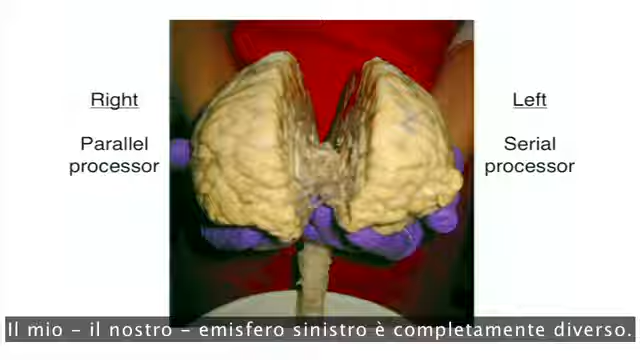 Right
Parallel
processor
Left
Serial
processor
Il mio – il nostro – emisfero sinistro è completamente diverso.